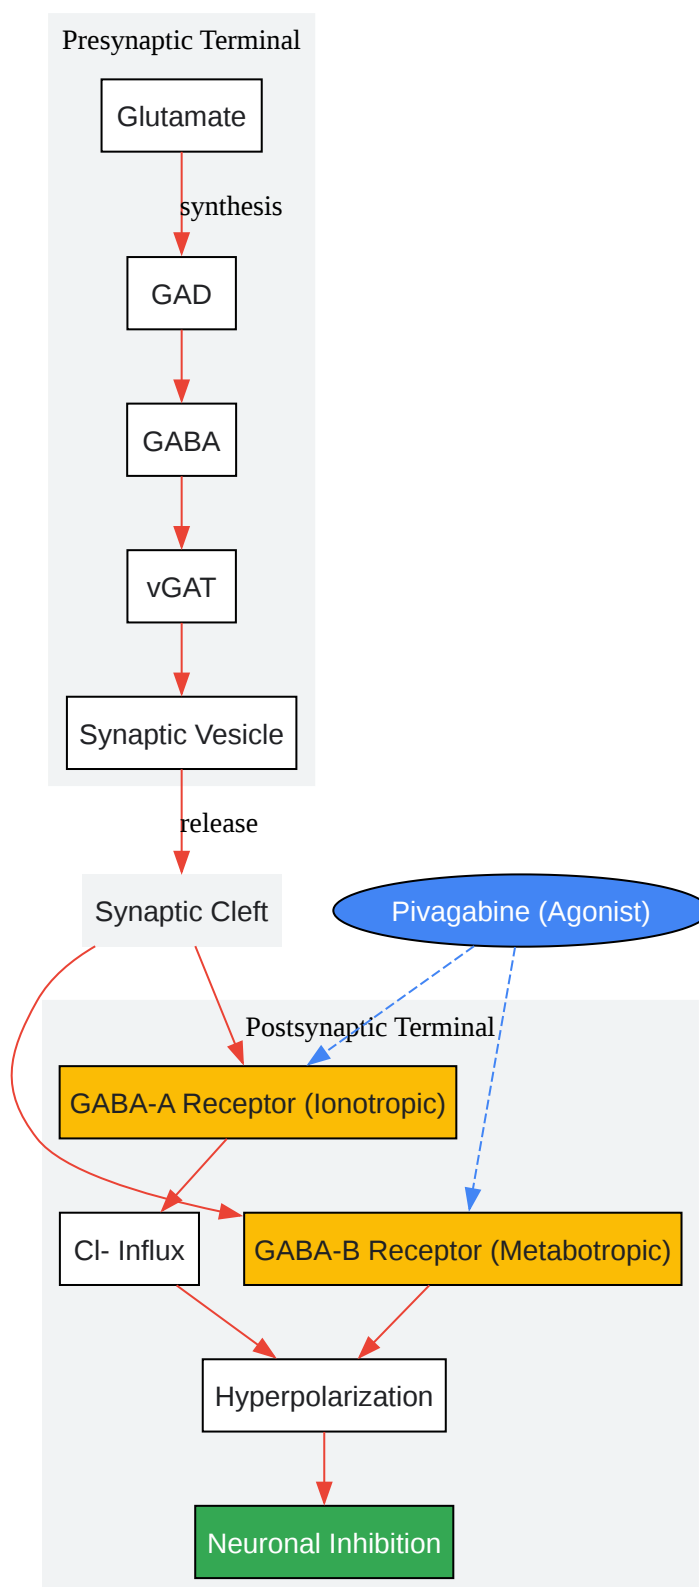 Presynaptic Terminal
Glutamate
synthesis
GAD
GABA
vGAT
Synaptic Vesicle
release
Synaptic Cleft
Pivagabine (Agonist)
Postsynaptic Terminal
GABA-A Receptor (Ionotropic)
Cl- Influx
GABA-B Receptor (Metabotropic)
Hyperpolarization
Neuronal Inhibition